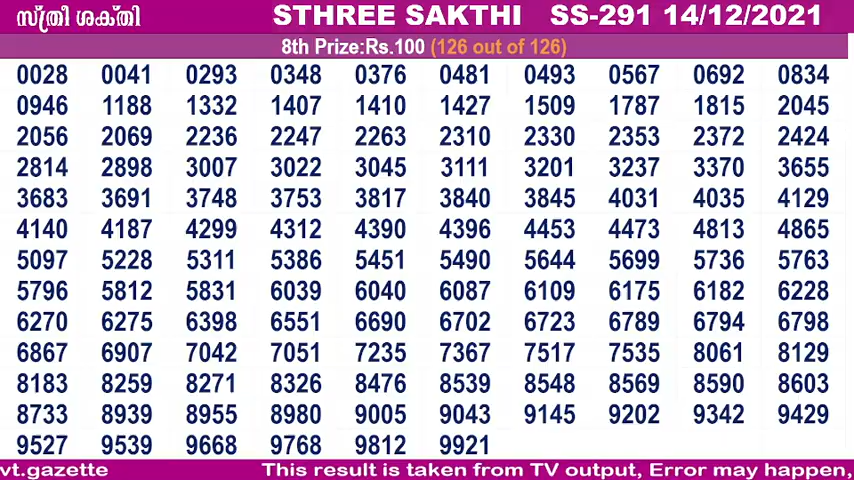 സ്ത്രീ ശക്തി STHREE SAKTHI SS-291 14/12/2021
8th Prize:Rs.100 (126 out of 126)
0028 0041 0293 0348 0376 0481 0493 0567 0692 0834
0946 1188 1332 1407 1410 1427 1509 1787 1815 2045
2056 2069 2236 2247 2263 2310 2330 2353 2372 2424
2814 2898 3007 3022 3045 3111 3201 3237 3370 3655
3683 3691 3748 3753 3817 3840 3845 4031 4035 4129
4140 4187 4299 4312 4390 4396 4453 4473 4813 4865
5097 5228 5311 5386 5451 5490 5644 5699 5736 5763
5796 5812 5831 6039 6040 6087 6109 6175 6182 6228
6270 6275 6398 6551 6690 6702 6723 6789 6794 6798
6867 6907 7042 7051 7235 7367 7517 7535 8061 8129
8183 8259 8271 8326 8476 8539 8548 8569 8590 8603
8733 8939 8955 8980 9005 9043 9145 9202 9342 9429
9527 9539 9668 9768 9812 9921
vt.gazette This result is taken from TV output, Error may happen,